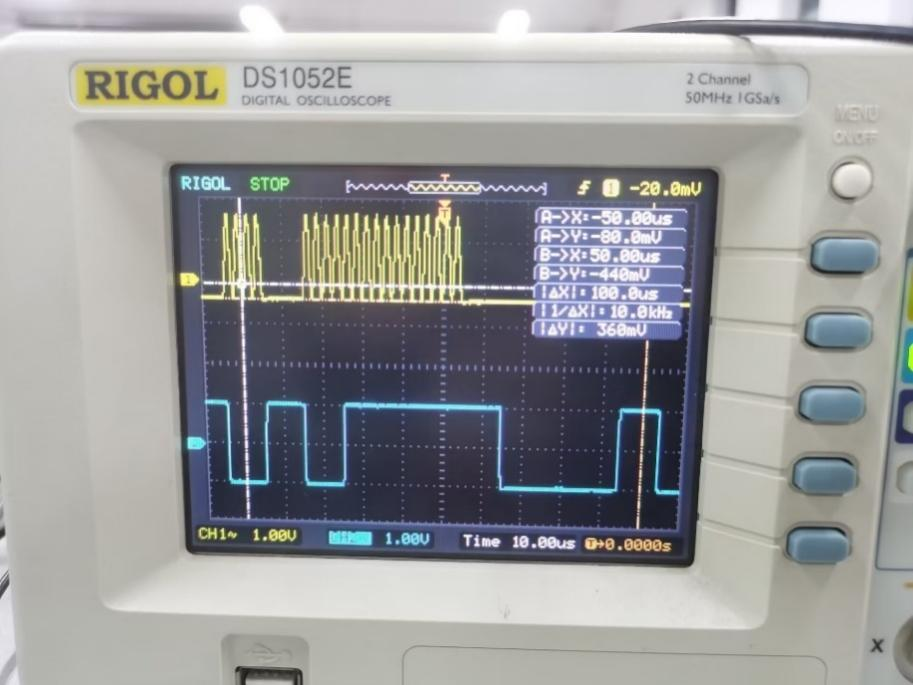 RIGOL DS1052E
DIGITAL OSCILLOSCOPE
2 Channel
50MHz 1GSa/s
MENU
ON/OFF
RIGOL STOP
T
1 -20.0mV
A->X:-50.00us
A->Y:-80.0mV
B->X:50.00us
B->Y:-440mV
|ΔX|:100.0us
|1/ΔX|:10.0kHz
|ΔY|: 360mV
1
CH1~ 1.00V
1.00V
Time 10.00us
T→0.0000s
X